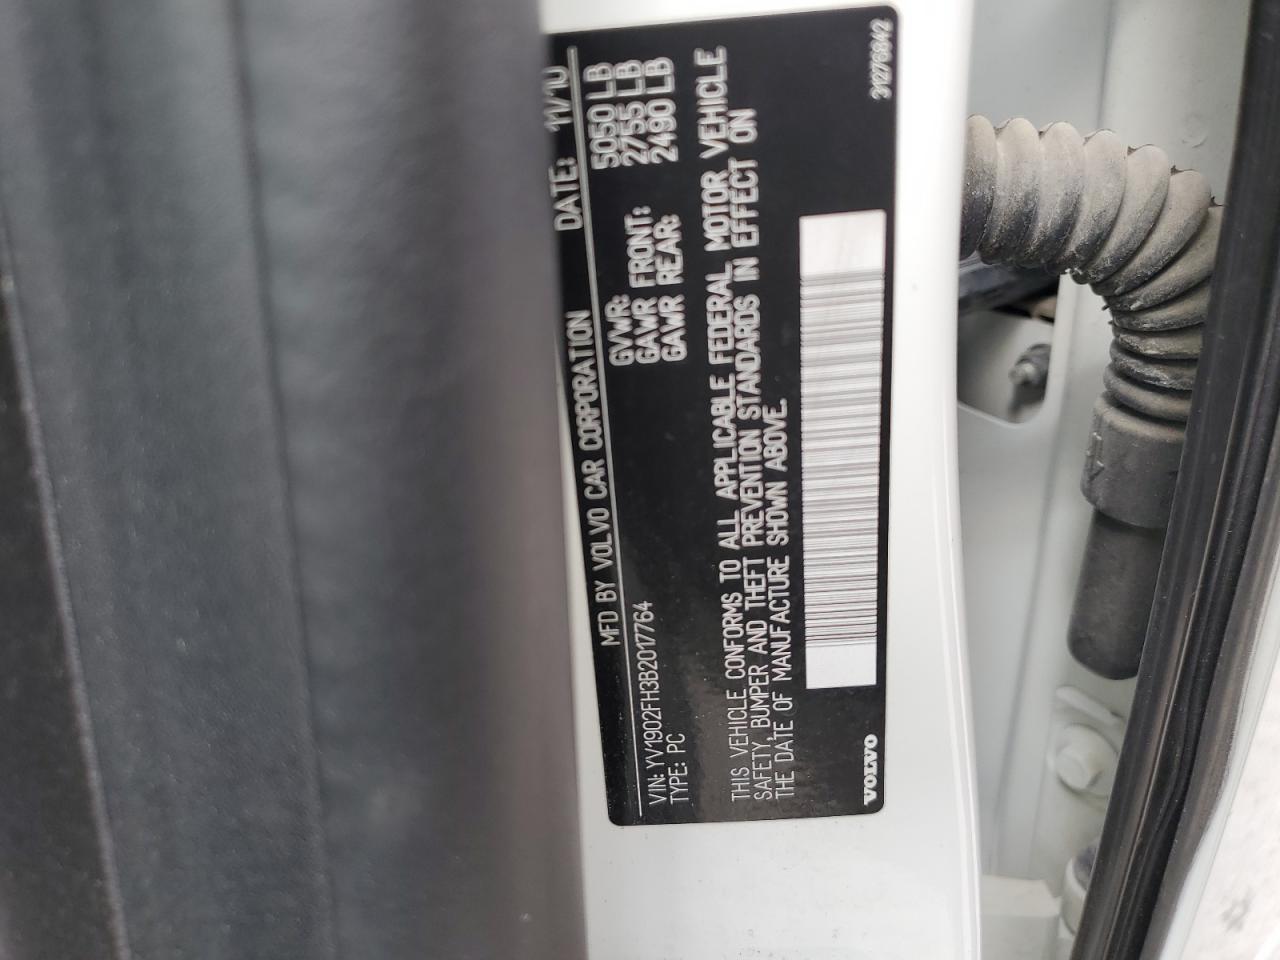 MFD BY VOLVO CAR CORPORATION DATE: 11/10
VIN: YV1902FH3B2017764
TYPE: PC
GVWR: 5050 LB
GAWR FRONT: 2755 LB
GAWR REAR: 2490 LB
THIS VEHICLE CONFORMS TO ALL APPLICABLE FEDERAL MOTOR VEHICLE
SAFETY, BUMPER AND THEFT PREVENTION STANDARDS IN EFFECT ON
THE DATE OF MANUFACTURE SHOWN ABOVE.
VOLVO
31276842